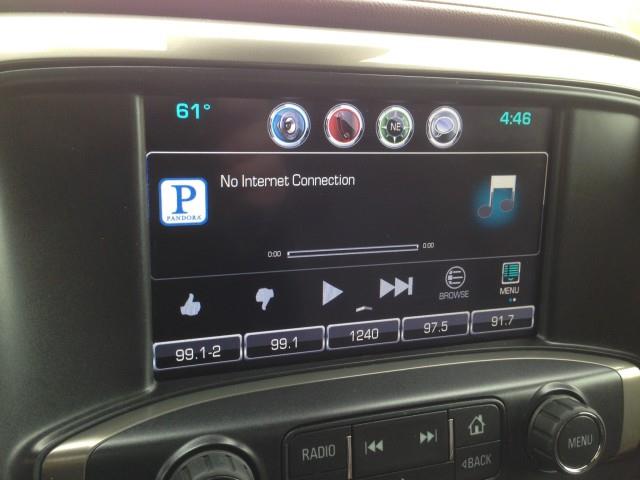 61° NE 4:46
No Internet Connection
P
PANDORA
0:00 0:00
BROWSE MENU
99.1-2 99.1 1240 97.5 91.7
RADIO
MENU
BACK